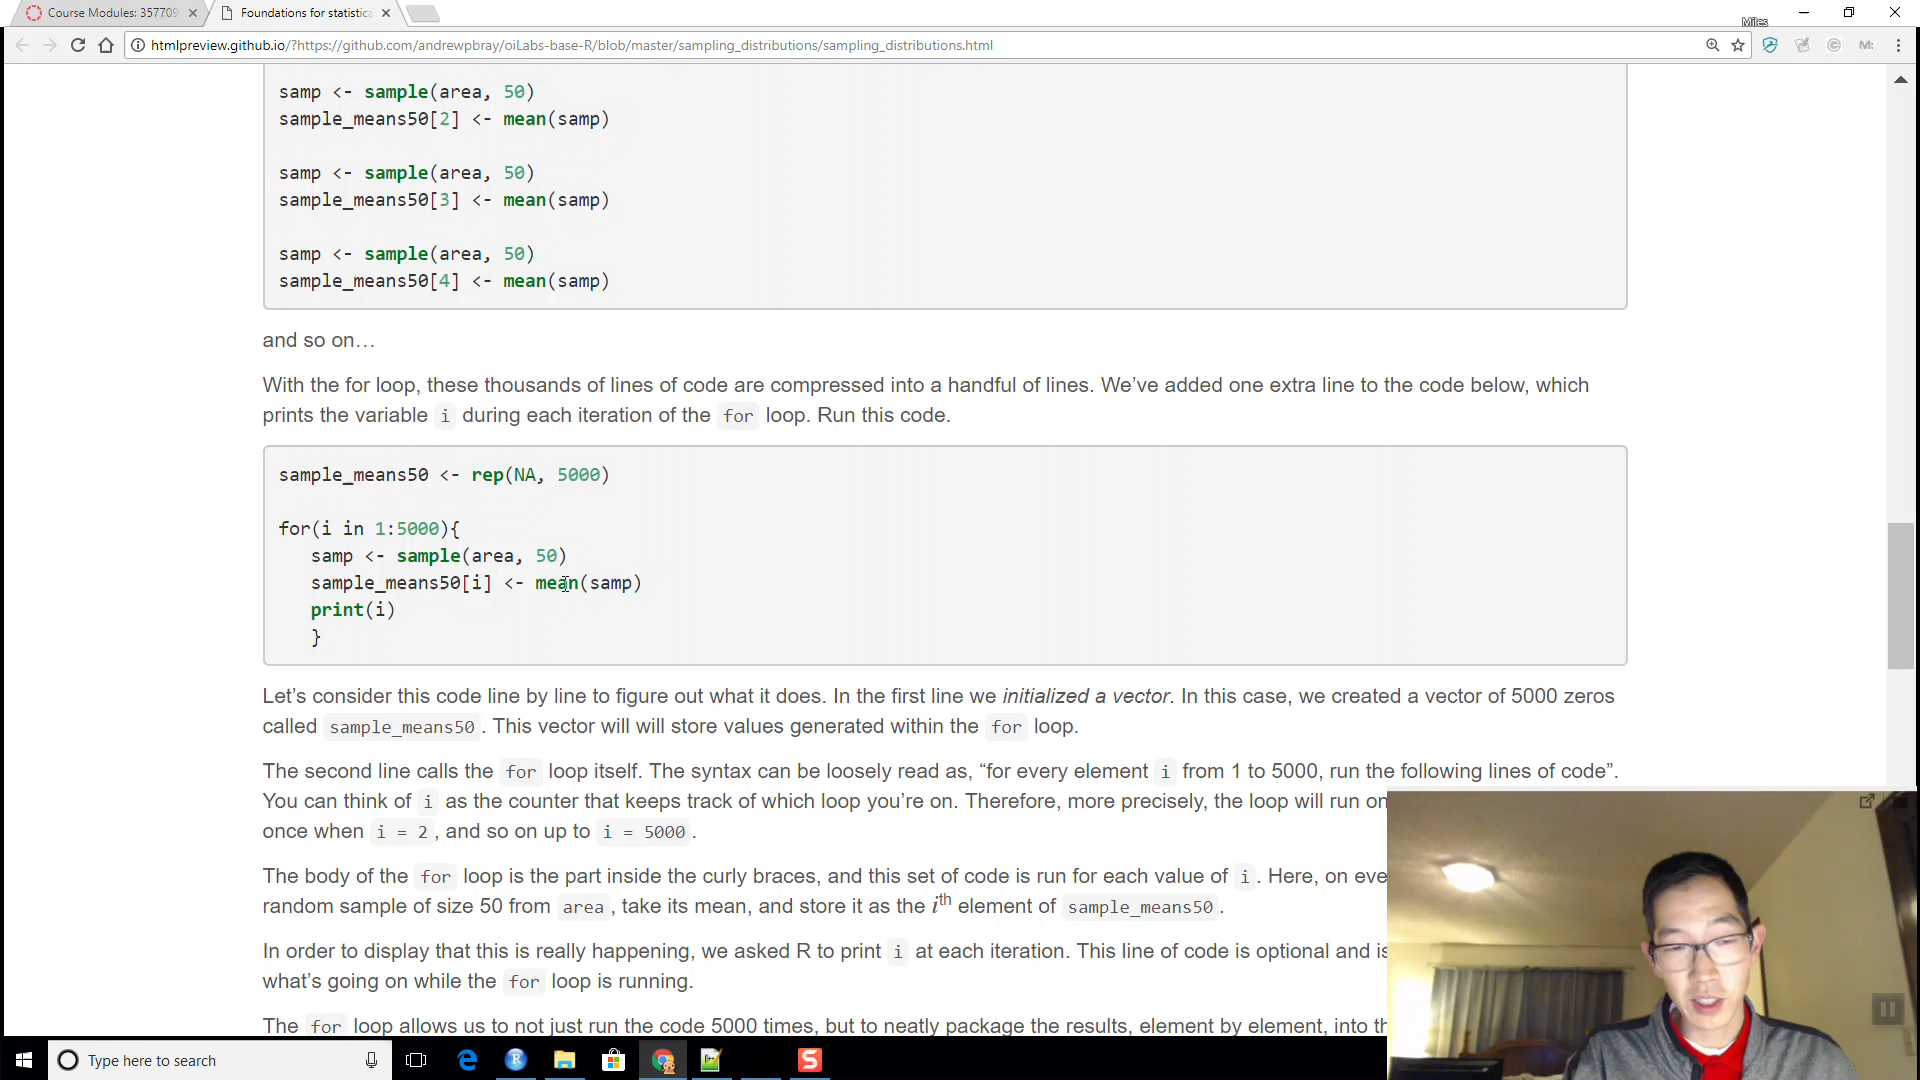 Course Modules: 357709
Foundations for statistica
Miles
htmlpreview.github.io/?https://github.com/andrewpbray/oiLabs-base-R/blob/master/sampling_distributions/sampling_distributions.html
samp <- sample(area, 50)
sample_means50[2] <- mean(samp)
samp <- sample(area, 50)
sample_means50[3] <- mean(samp)
samp <- sample(area, 50)
sample_means50[4] <- mean(samp)
and so on…
With the for loop, these thousands of lines of code are compressed into a handful of lines. We’ve added one extra line to the code below, which
prints the variable i during each iteration of the for loop. Run this code.
sample_means50 <- rep(NA, 5000)
for(i in 1:5000){
samp <- sample(area, 50)
sample_means50[i] <- mean(samp)
print(i)
}
Let’s consider this code line by line to figure out what it does. In the first line we initialized a vector. In this case, we created a vector of 5000 zeros
called sample_means50 . This vector will will store values generated within the for loop.
The second line calls the for loop itself. The syntax can be loosely read as, “for every element i from 1 to 5000, run the following lines of code”.
You can think of i as the counter that keeps track of which loop you’re on. Therefore, more precisely, the loop will run on
once when i = 2 , and so on up to i = 5000 .
The body of the for loop is the part inside the curly braces, and this set of code is run for each value of i . Here, on eve
random sample of size 50 from area , take its mean, and store it as the ith element of sample_means50 .
In order to display that this is really happening, we asked R to print i at each iteration. This line of code is optional and is
what’s going on while the for loop is running.
The for loop allows us to not just run the code 5000 times, but to neatly package the results, element by element, into th
Type here to search